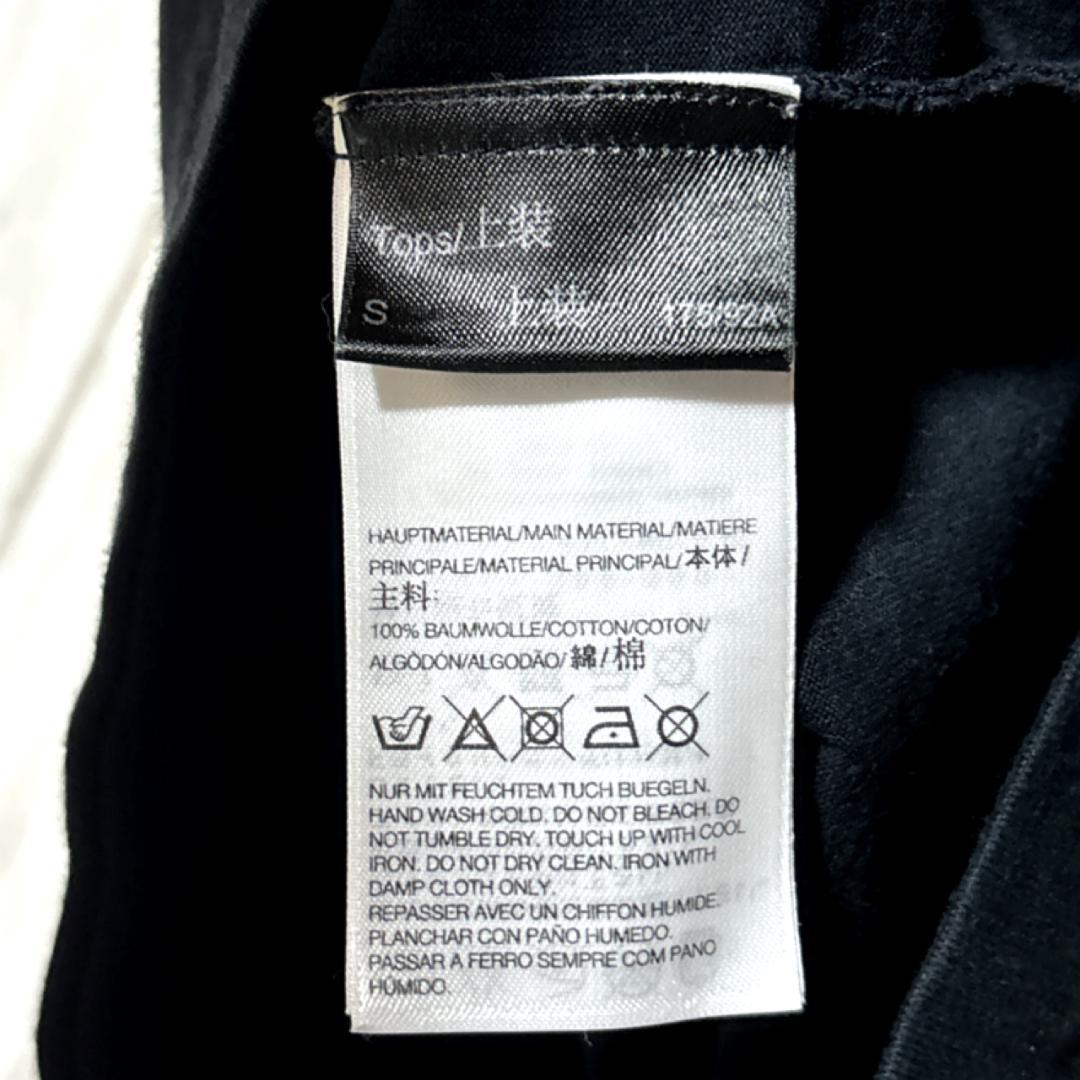 Tops/上装
S 上装 175/92A
HAUPTMATERIAL/MAIN MATERIAL/MATIERE
PRINCIPALE/MATERIAL PRINCIPAL/本体/
主料:
100% BAUMWOLLE/COTTON/COTON/
ALGODÓN/ALGODÃO/綿/棉
NUR MIT FEUCHTEM TUCH BUEGELN.
HAND WASH COLD. DO NOT BLEACH. DO
NOT TUMBLE DRY. TOUCH UP WITH COOL
IRON. DO NOT DRY CLEAN. IRON WITH
DAMP CLOTH ONLY.
REPASSER AVEC UN CHIFFON HUMIDE.
PLANCHAR CON PAÑO HUMEDO.
PASSAR A FERRO SEMPRE COM PANO
HÚMIDO.